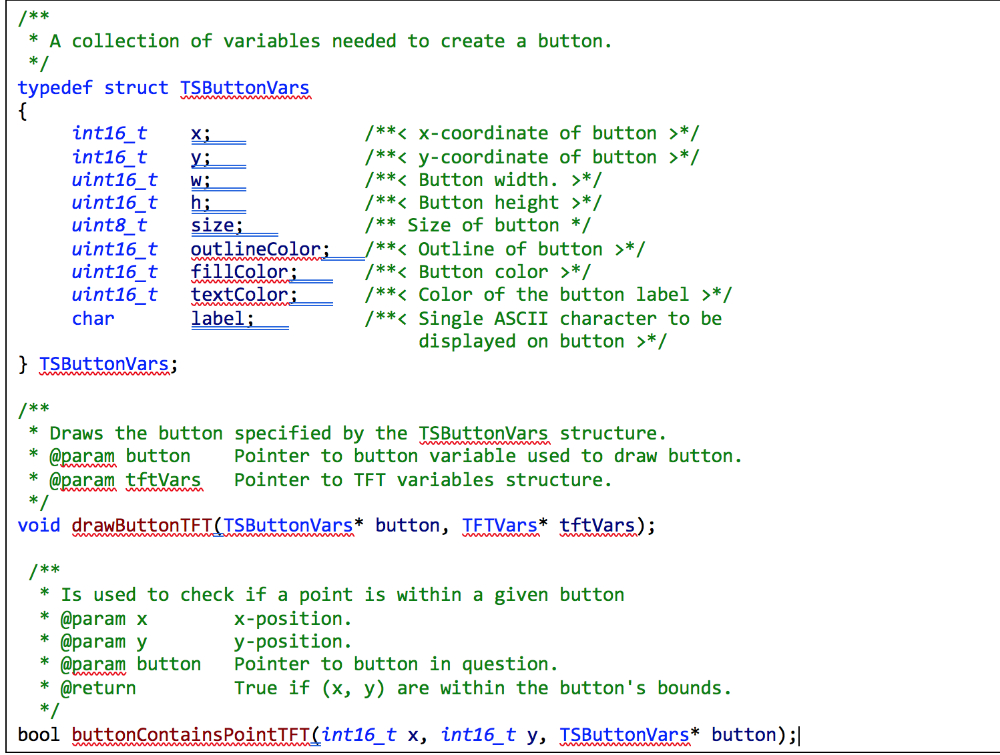 /**
 * A collection of variables needed to create a button.
 */
typedef struct TSButtonVars
{
     int16_t    x;              /**< x-coordinate of button >*/
     int16_t    y;              /**< y-coordinate of button >*/
     uint16_t   w;              /**< Button width. >*/
     uint16_t   h;              /**< Button height >*/
     uint8_t    size;           /** Size of button */
     uint16_t   outlineColor;   /**< Outline of button >*/
     uint16_t   fillColor;      /**< Button color >*/
     uint16_t   textColor;      /**< Color of the button label >*/
     char       label;          /**< Single ASCII character to be
                                     displayed on button >*/
} TSButtonVars;

/**
 * Draws the button specified by the TSButtonVars structure.
 * @param button    Pointer to button variable used to draw button.
 * @param tftVars   Pointer to TFT variables structure.
 */
void drawButtonTFT(TSButtonVars* button, TFTVars* tftVars);

 /**
  * Is used to check if a point is within a given button
  * @param x        x-position.
  * @param y        y-position.
  * @param button   Pointer to button in question.
  * @return         True if (x, y) are within the button's bounds.
  */
bool buttonContainsPointTFT(int16_t x, int16_t y, TSButtonVars* button);